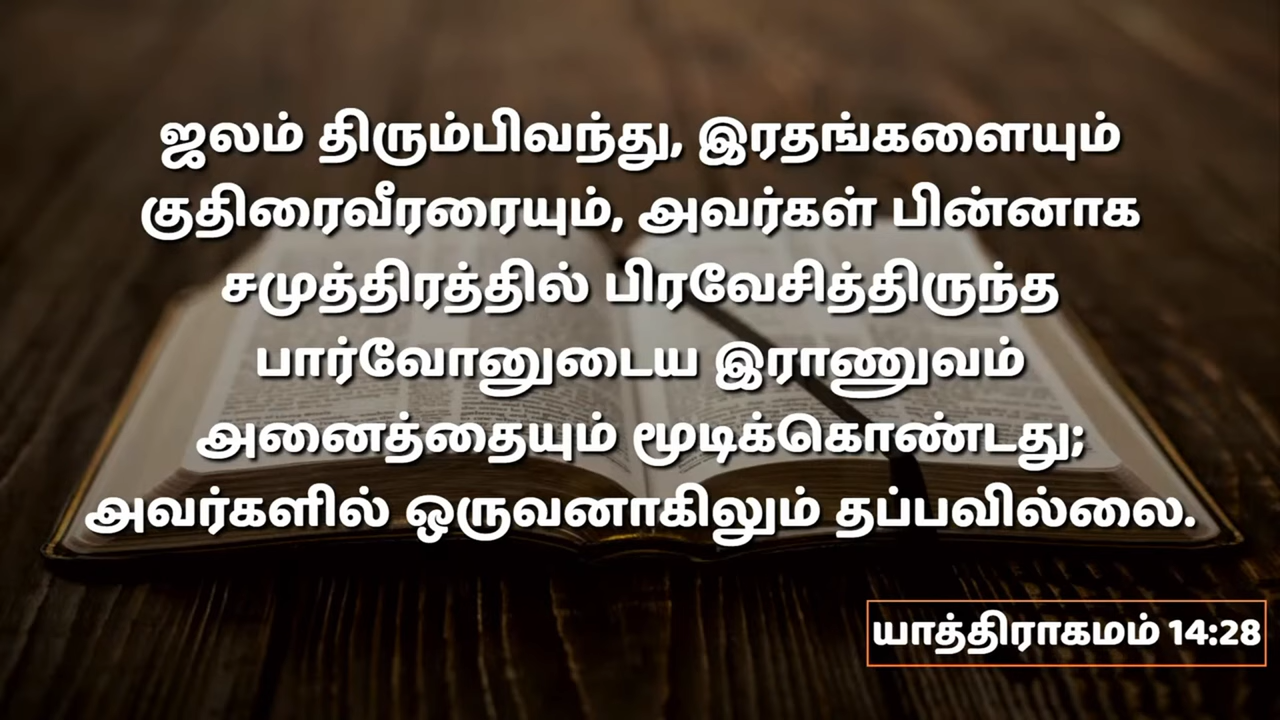 ஜலம் திரும்பிவந்து, இரதங்களையும்
குதிரைவீரரையும், அவர்கள் பின்னாக
சமுத்திரத்தில் பிரவேசித்திருந்த
பார்வோனுடைய இராணுவம்
அனைத்தையும் மூடிக்கொண்டது;
அவர்களில் ஒருவனாகிலும் தப்பவில்லை.
யாத்திராகமம் 14:28